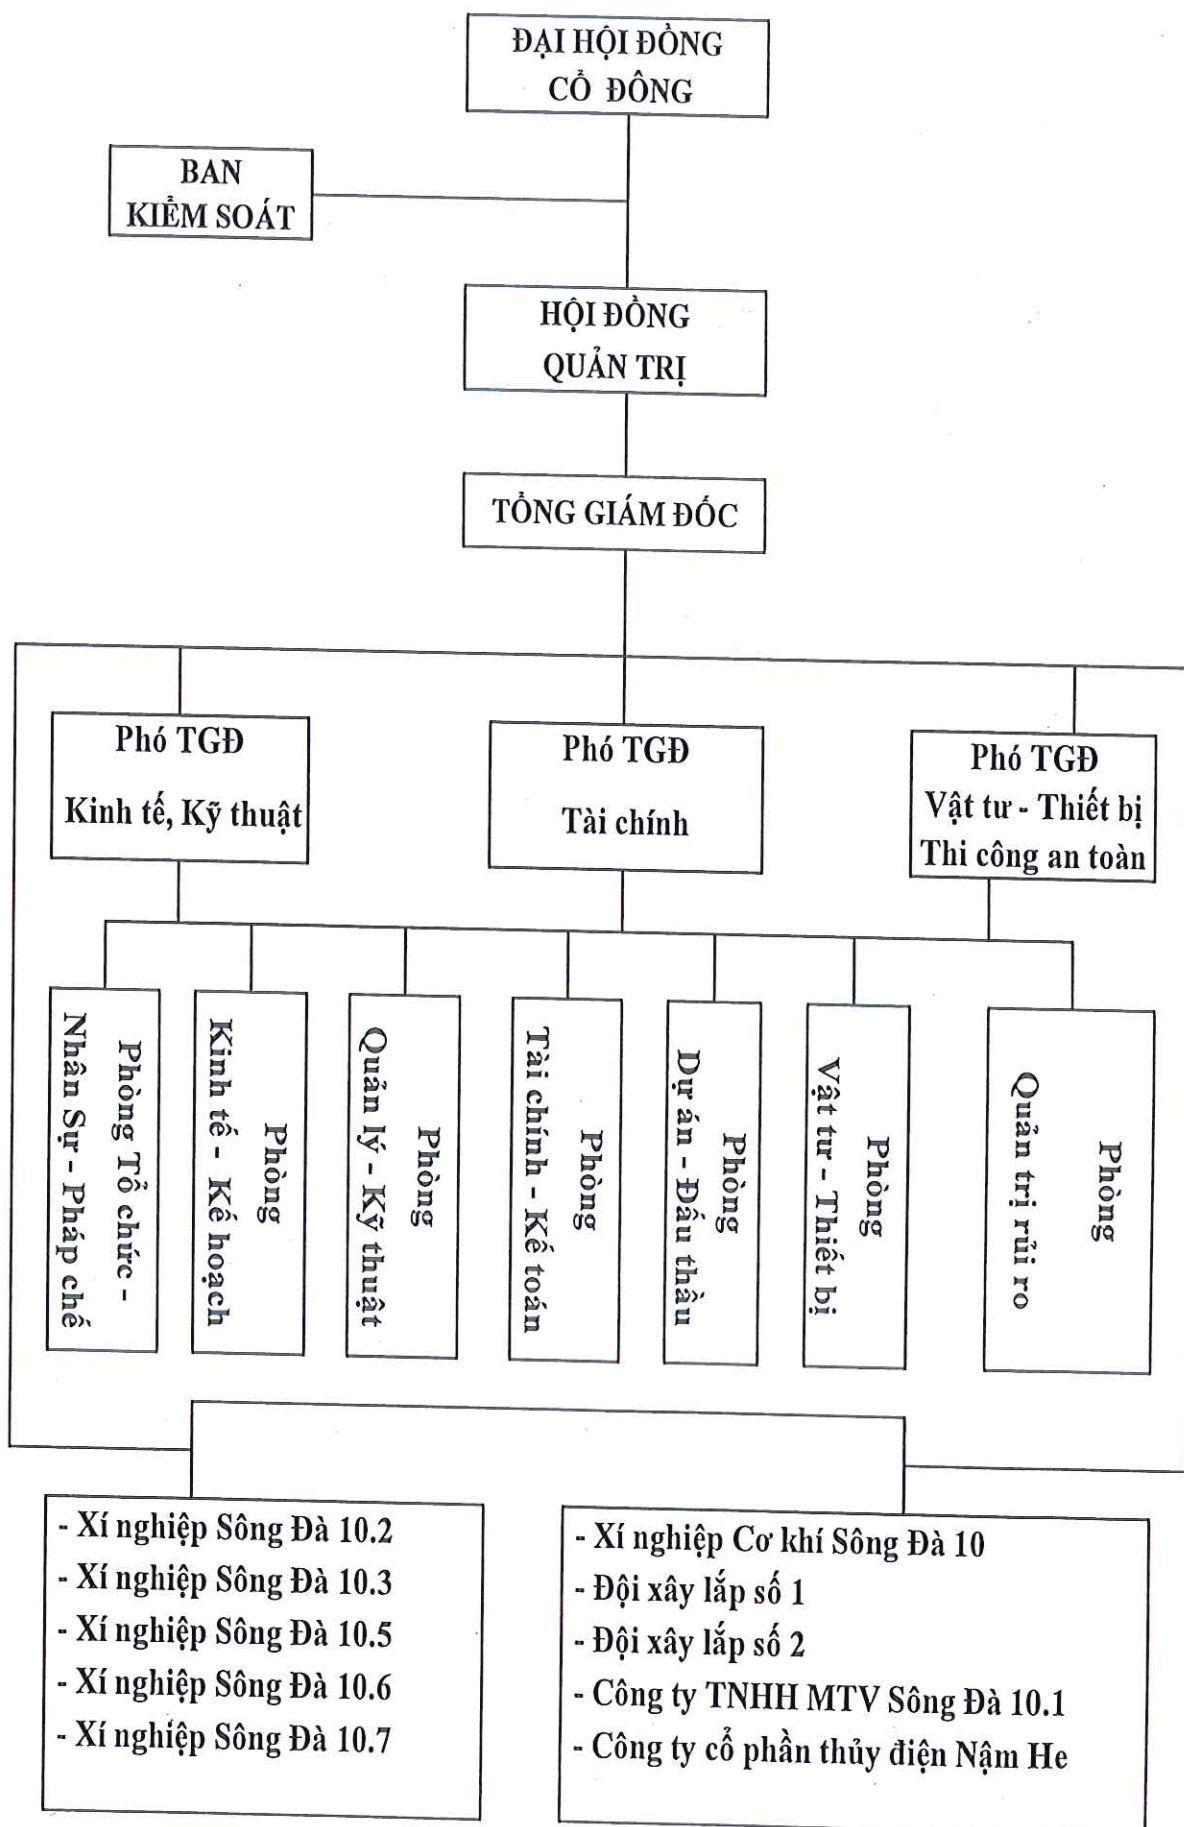 ĐẠI HỘI ĐỒNG
CỔ ĐÔNG
BAN
KIỂM SOÁT
HỘI ĐỒNG
QUẢN TRỊ
TỔNG GIÁM ĐỐC
Phó TGĐ
Kinh tế, Kỹ thuật
Phó TGĐ
Tài chính
Phó TGĐ
Vật tư - Thiết bị
Thi công an toàn
Phòng Tổ chức -
Nhân Sự - Pháp chế
Phòng
Kinh tế - Kế hoạch
Phòng
Quản lý - Kỹ thuật
Phòng
Tài chính - Kế toán
Phòng
Dự án - Đấu thầu
Phòng
Vật tư - Thiết bị
Phòng
Quản trị rủi ro
- Xí nghiệp Sông Đà 10.2
- Xí nghiệp Sông Đà 10.3
- Xí nghiệp Sông Đà 10.5
- Xí nghiệp Sông Đà 10.6
- Xí nghiệp Sông Đà 10.7
- Xí nghiệp Cơ khí Sông Đà 10
- Đội xây lắp số 1
- Đội xây lắp số 2
- Công ty TNHH MTV Sông Đà 10.1
- Công ty cổ phần thủy điện Nậm He